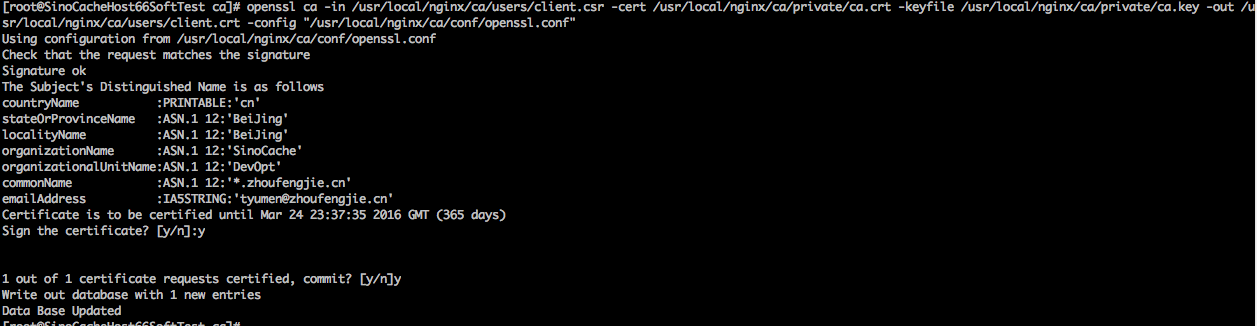 [root@SinoCacheHost66SoftTest ca]# openssl ca -in /usr/local/nginx/ca/users/client.csr -cert /usr/local/nginx/ca/private/ca.crt -keyfile /usr/local/nginx/ca/private/ca.key -out /u
sr/local/nginx/ca/users/client.crt -config "/usr/local/nginx/ca/conf/openssl.conf"
Using configuration from /usr/local/nginx/ca/conf/openssl.conf
Check that the request matches the signature
Signature ok
The Subject's Distinguished Name is as follows
countryName           :PRINTABLE:'cn'
stateOrProvinceName   :ASN.1 12:'BeiJing'
localityName          :ASN.1 12:'BeiJing'
organizationName      :ASN.1 12:'SinoCache'
organizationalUnitName:ASN.1 12:'DevOpt'
commonName            :ASN.1 12:'*.zhoufengjie.cn'
emailAddress          :IA5STRING:'tyumen@zhoufengjie.cn'
Certificate is to be certified until Mar 24 23:37:35 2016 GMT (365 days)
Sign the certificate? [y/n]:y
1 out of 1 certificate requests certified, commit? [y/n]y
Write out database with 1 new entries
Data Base Updated
[root@SinoCacheHost66SoftTest ca]#